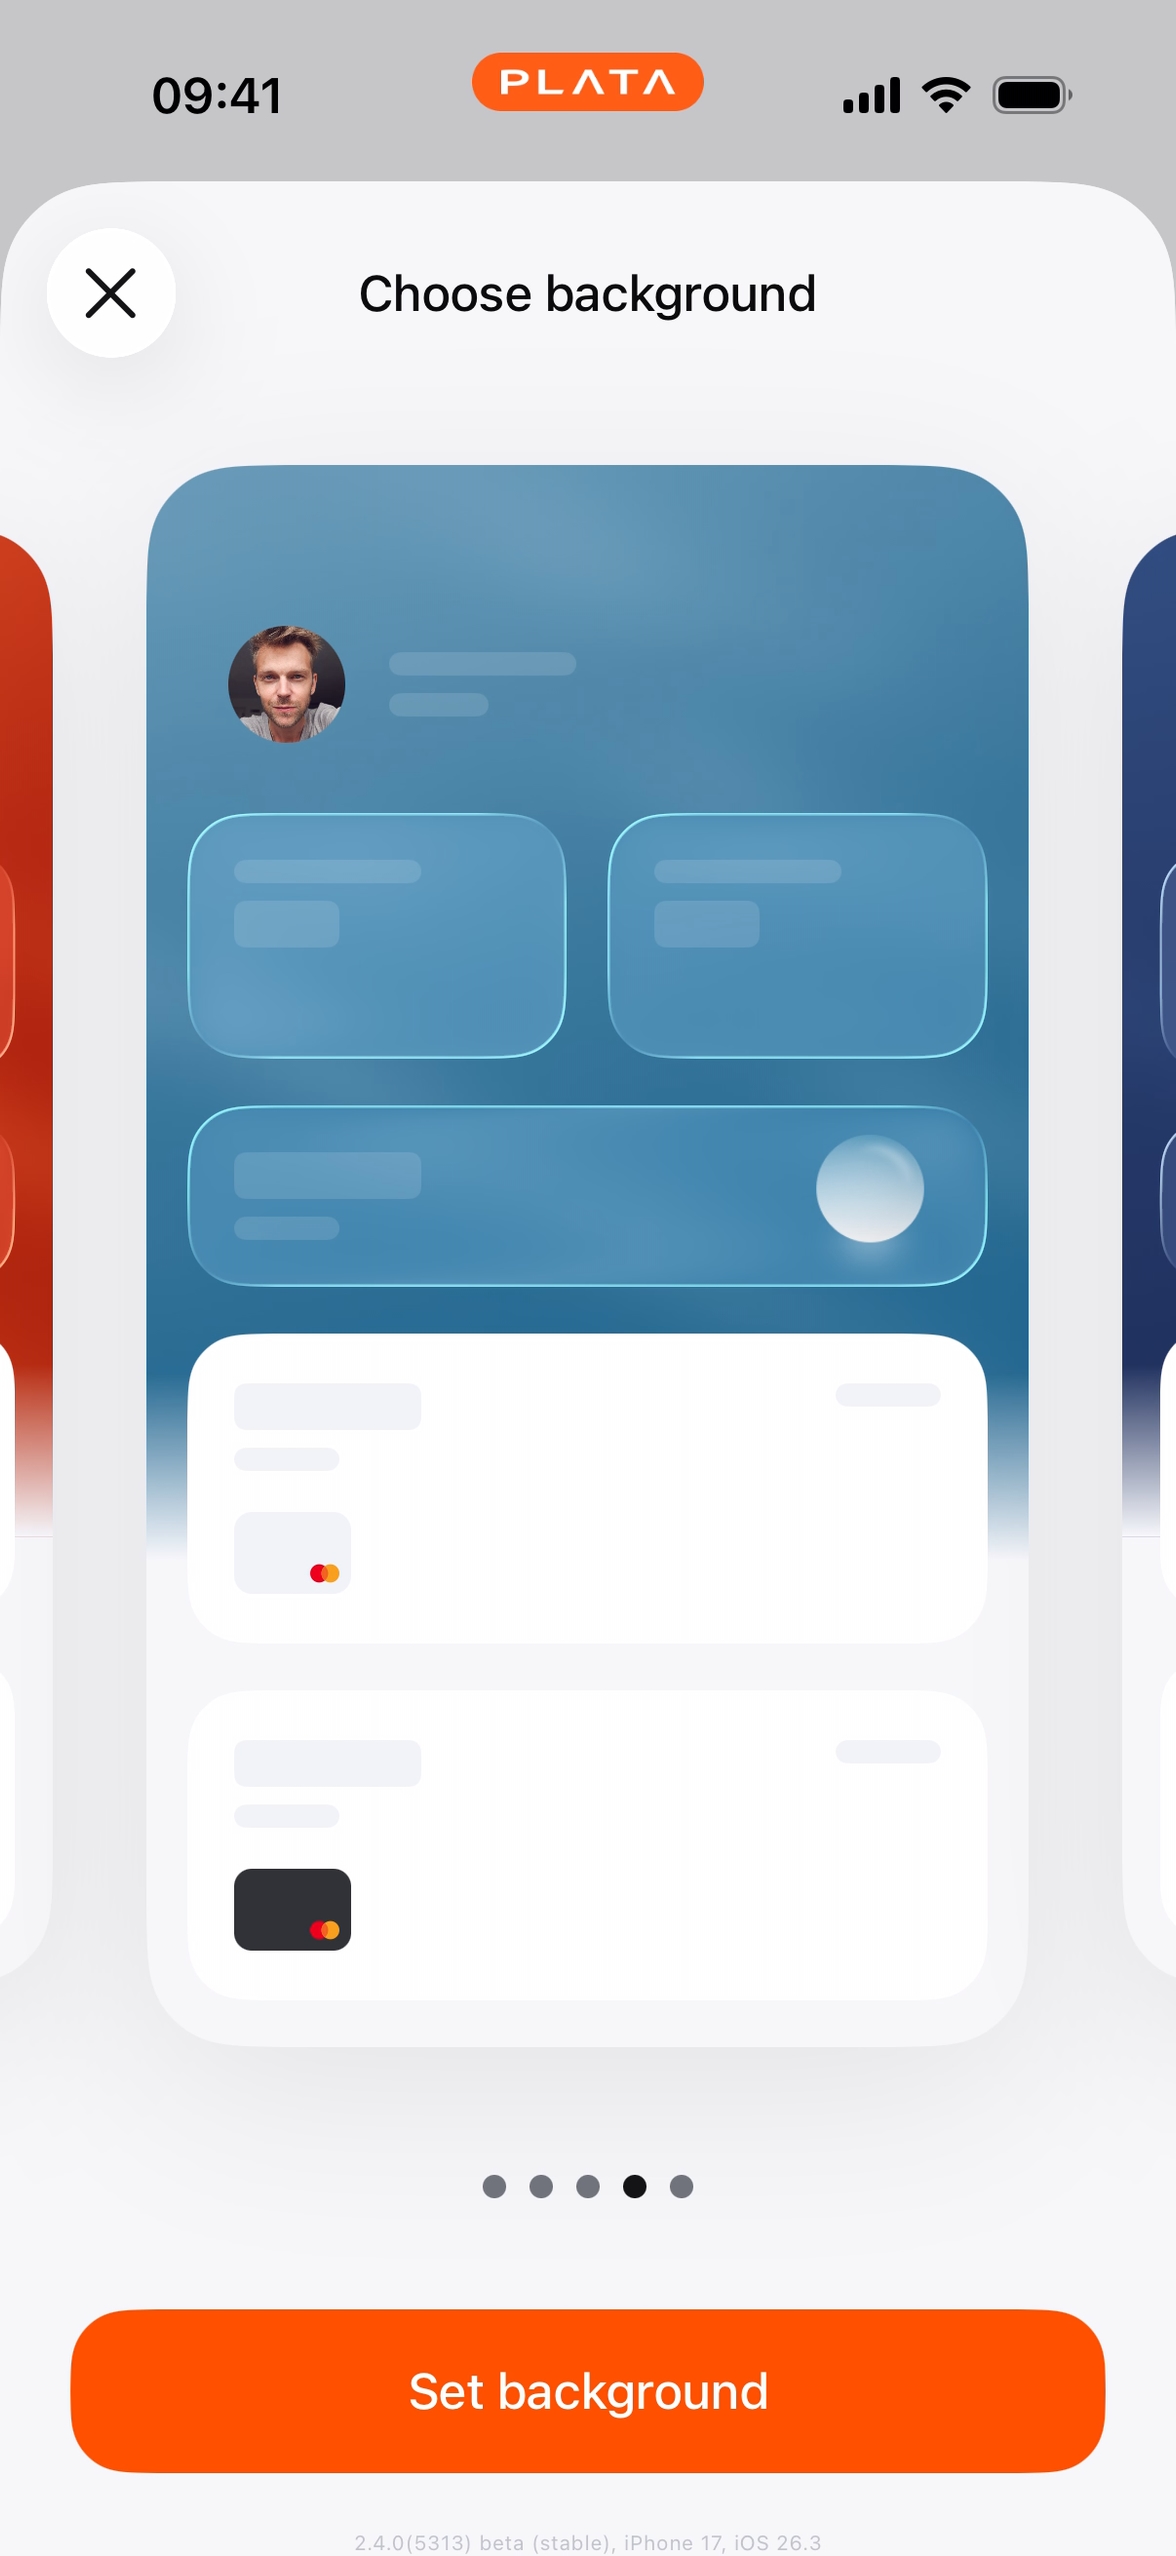 09:41
PLATA
Choose background
Set background
2.4.0(5313) beta (stable), iPhone 17, iOS 26.3